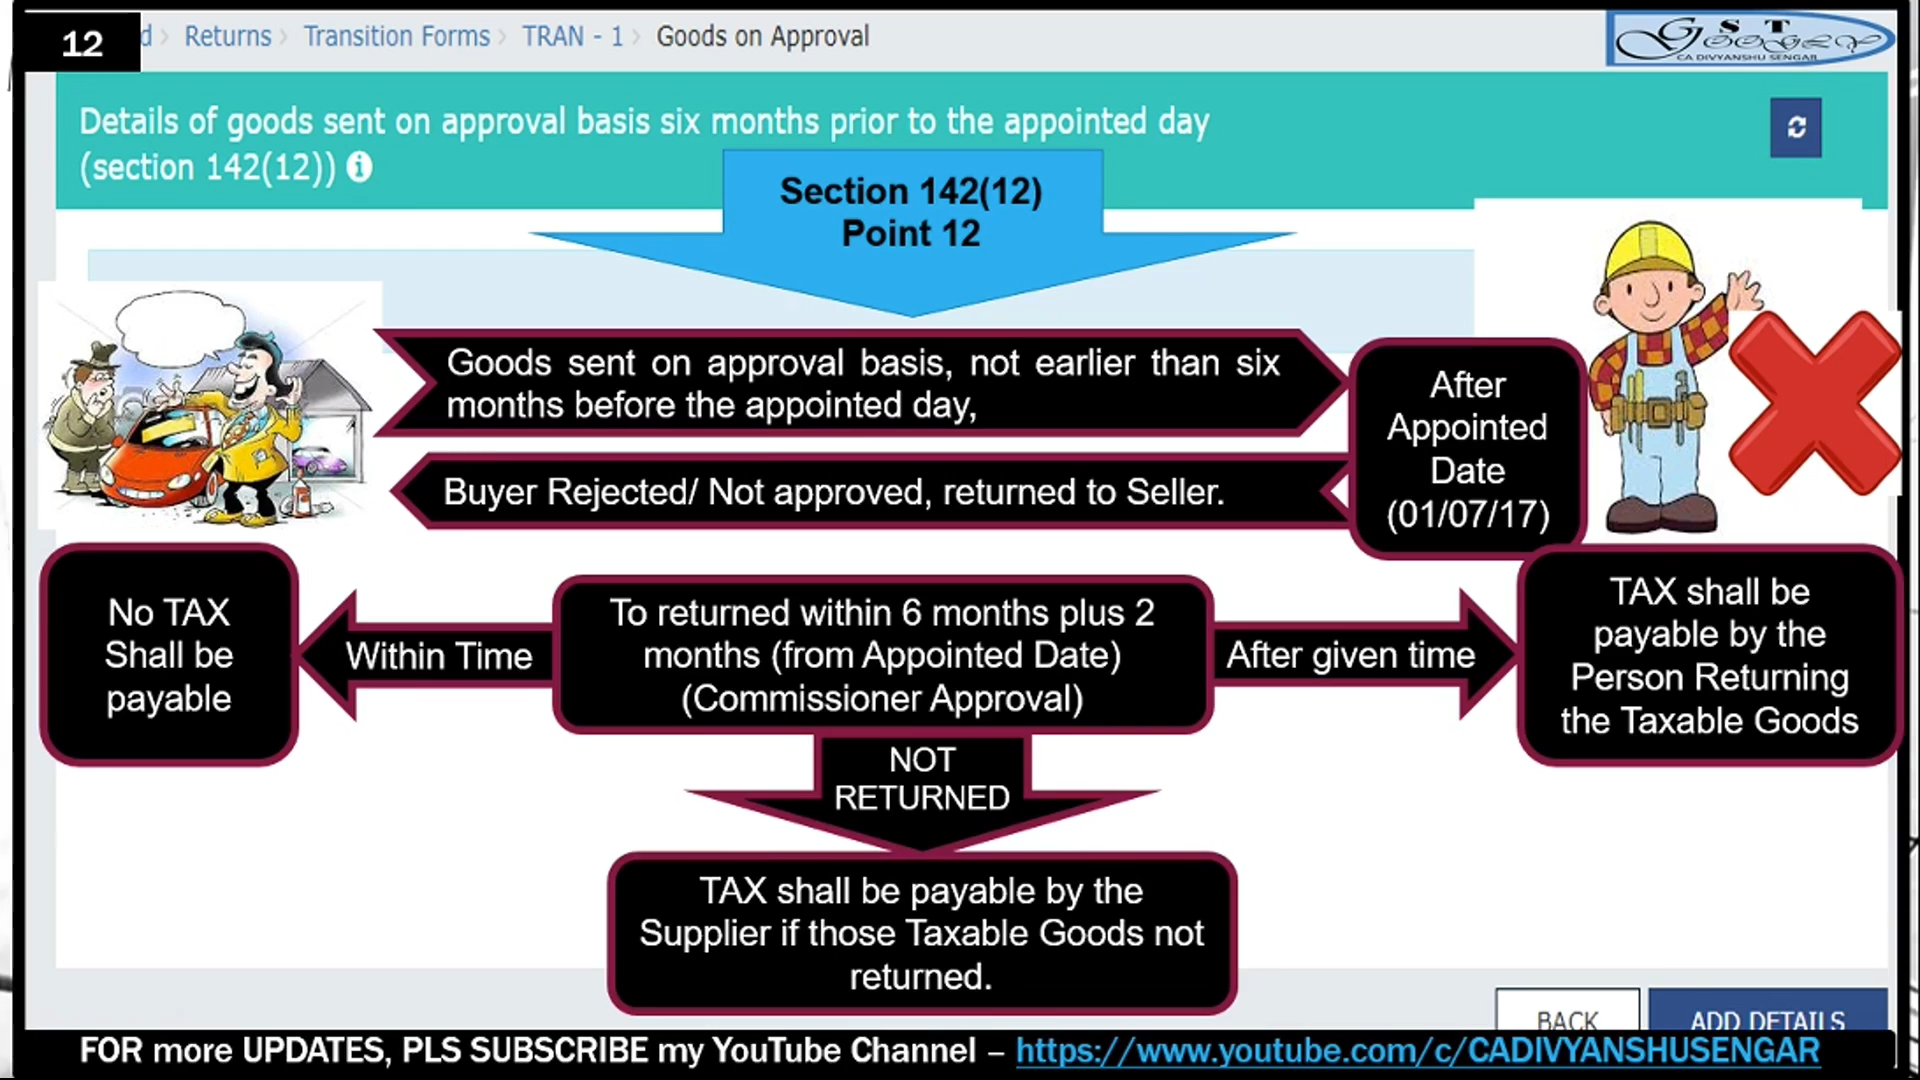 12
d > Returns > Transition Forms > TRAN - 1 > Goods on Approval
G S T
GOOGLY
CA DIVYANSHU SENGAR
Details of goods sent on approval basis six months prior to the appointed day
(section 142(12))
Section 142(12)
Point 12
Goods sent on approval basis, not earlier than six
months before the appointed day,
After
Appointed
Date
(01/07/17)
Buyer Rejected/ Not approved, returned to Seller.
No TAX
Shall be
payable
Within Time
To returned within 6 months plus 2
months (from Appointed Date)
(Commissioner Approval)
After given time
TAX shall be
payable by the
Person Returning
the Taxable Goods
NOT
RETURNED
TAX shall be payable by the
Supplier if those Taxable Goods not
returned.
BACK
ADD DETAILS
FOR more UPDATES, PLS SUBSCRIBE my YouTube Channel – https://www.youtube.com/c/CADIVYANSHUSENGAR